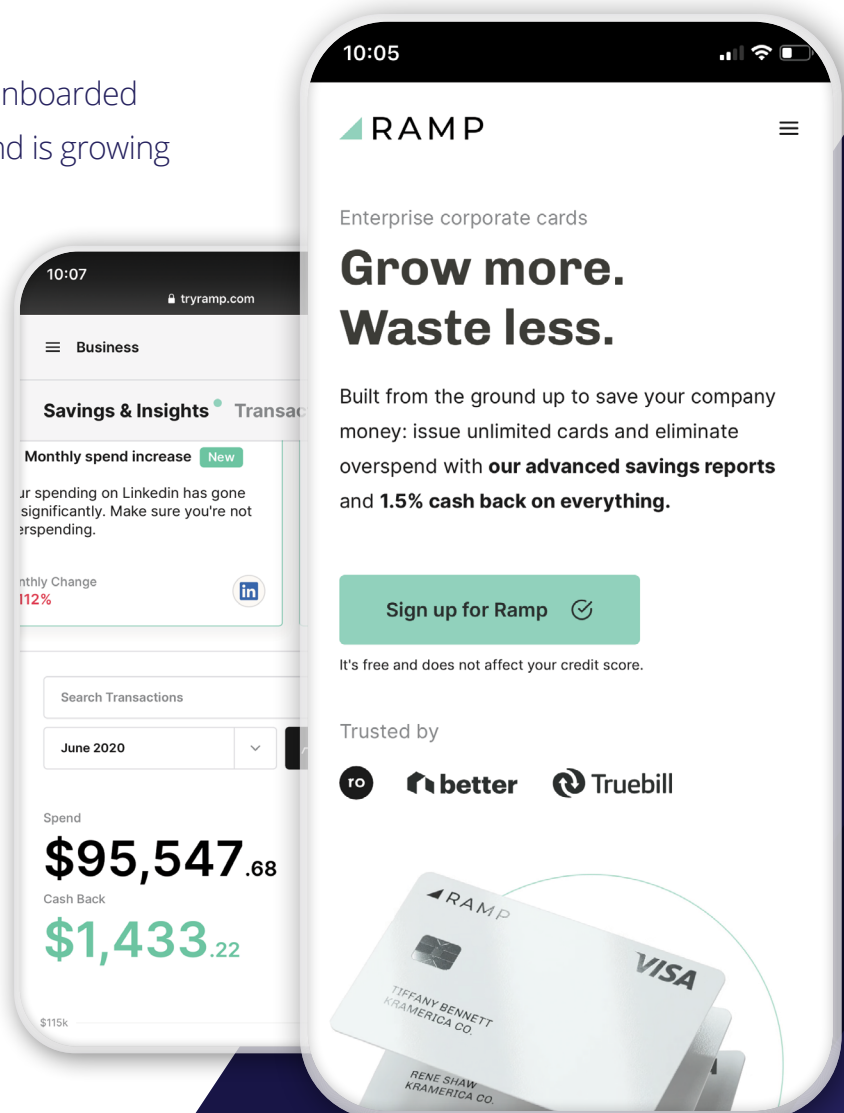 nboarded
nd is growing
10:07
tryramp.com
Business
Savings & Insights Transac
Monthly spend increase New
ur spending on Linkedin has gone
significantly. Make sure you're not
erspending.
nthly Change
112%
in
Search Transactions
June 2020
Spend
$95,547.68
Cash Back
$1,433.22
$115k
10:05
RAMP
Enterprise corporate cards
Grow more.
Waste less.
Built from the ground up to save your company
money: issue unlimited cards and eliminate
overspend with our advanced savings reports
and 1.5% cash back on everything.
Sign up for Ramp
It's free and does not affect your credit score.
Trusted by
ro better Truebill
RAMP
VISA
TIFFANY BENNETT
KRAMERICA CO.
RENE SHAW
KRAMERICA CO.